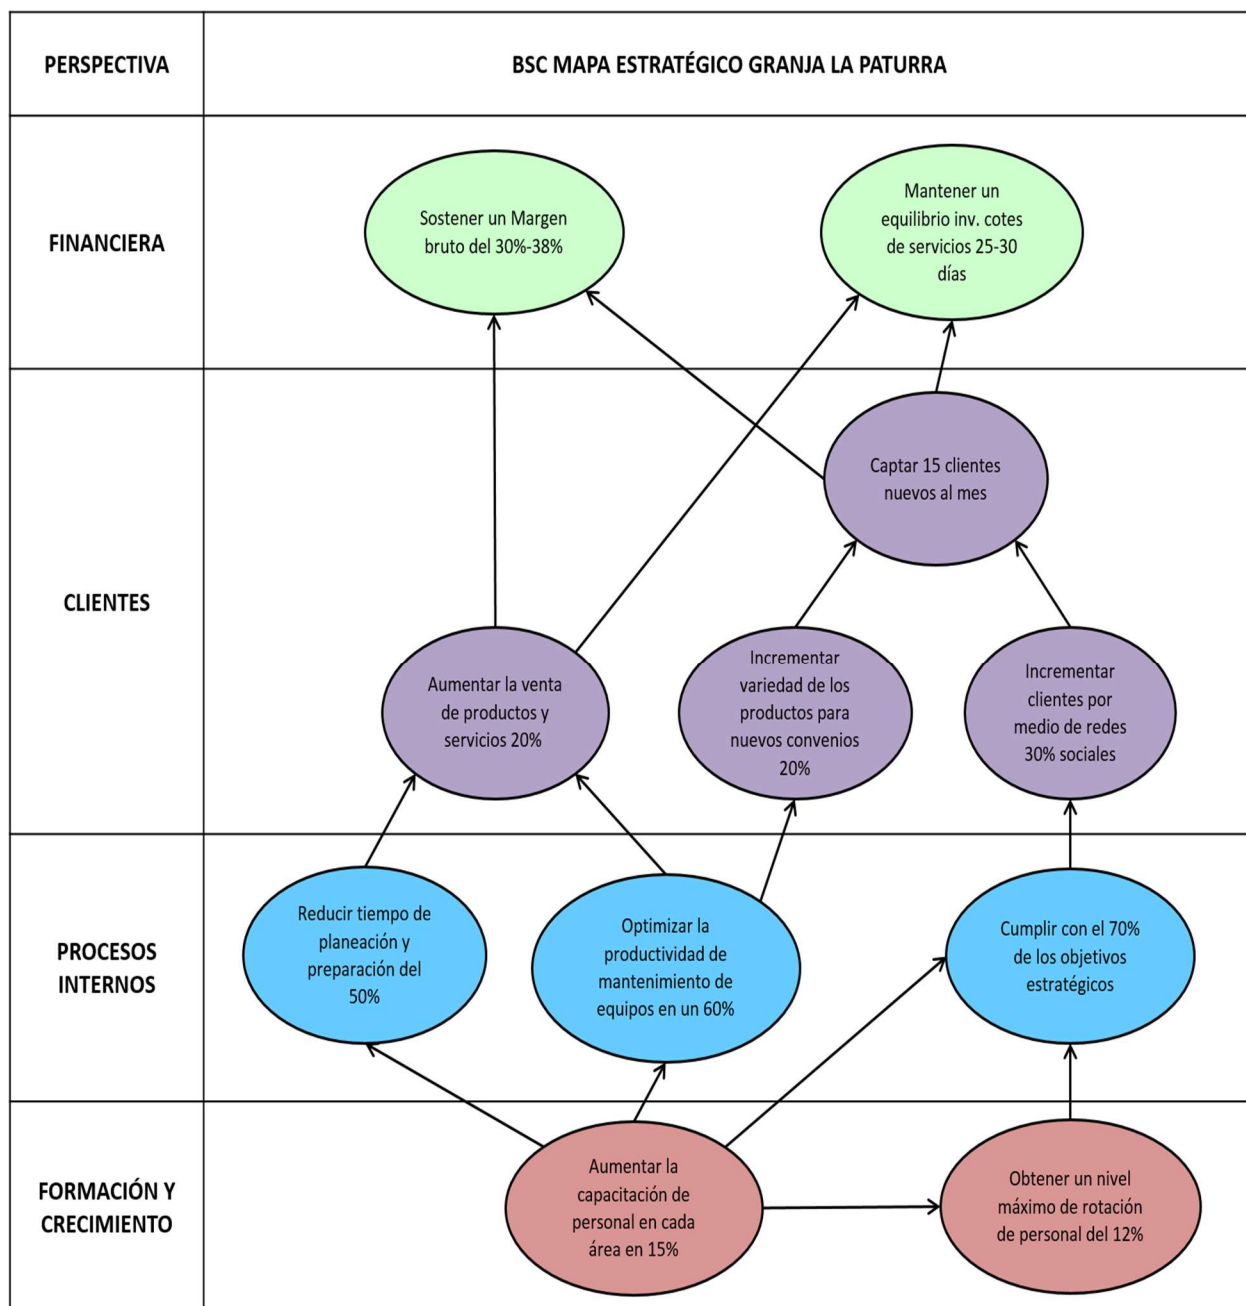 PERSPECTIVA
BSC MAPA ESTRATÉGICO GRANJA LA PATURRA
FINANCIERA
Sostener un Margen
bruto del 30%-38%
Mantener un
equilibrio inv. cotes
de servicios 25-30
días
CLIENTES
Captar 15 clientes
nuevos al mes
Aumentar la venta
de productos y
servicios 20%
Incrementar
variedad de los
productos para
nuevos convenios
20%
Incrementar
clientes por
medio de redes
30% sociales
PROCESOS
INTERNOS
Reducir tiempo de
planeación y
preparación del
50%
Optimizar la
productividad de
mantenimiento de
equipos en un 60%
Cumplir con el 70%
de los objetivos
estratégicos
FORMACIÓN Y
CRECIMIENTO
Aumentar la
capacitación de
personal en cada
área en 15%
Obtener un nivel
máximo de rotación
de personal del 12%